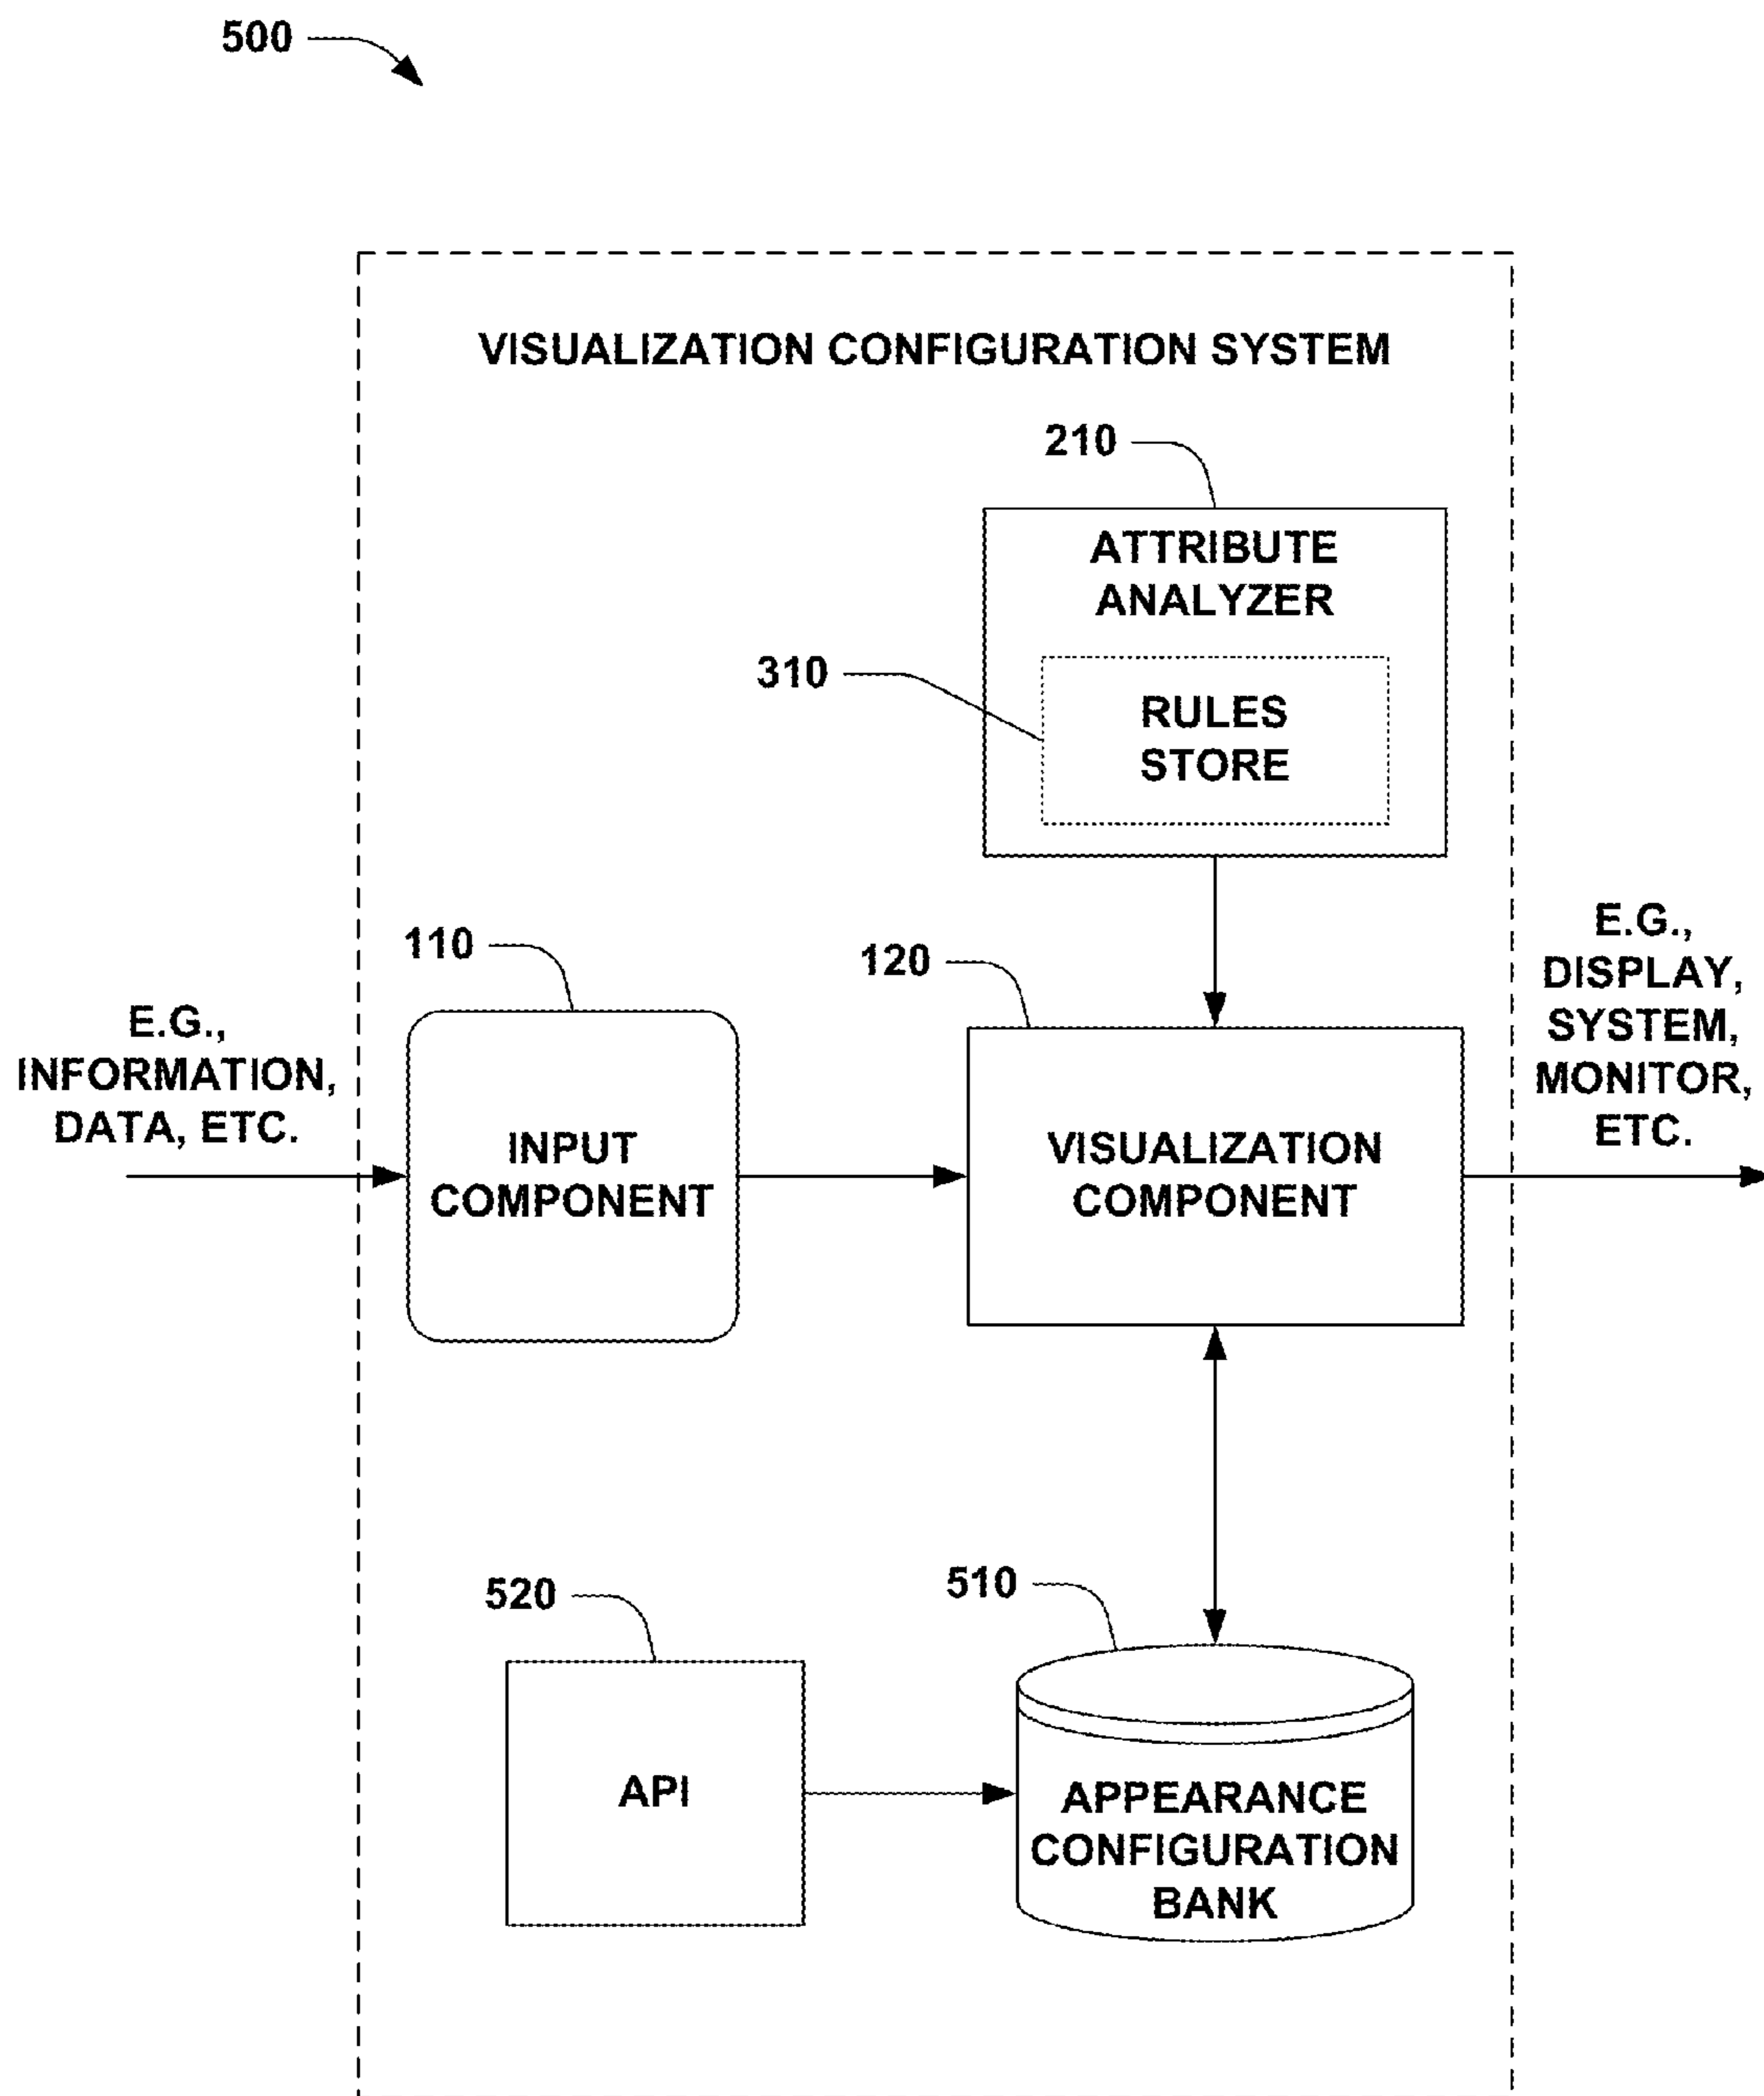 500
VISUALIZATION CONFIGURATION SYSTEM
210
ATTRIBUTE
ANALYZER
310
RULES
STORE
110
120
E.G.,
INFORMATION,
DATA, ETC.
INPUT
COMPONENT
VISUALIZATION
COMPONENT
E.G.,
DISPLAY,
SYSTEM,
MONITOR,
ETC.
520
510
API
APPEARANCE
CONFIGURATION
BANK